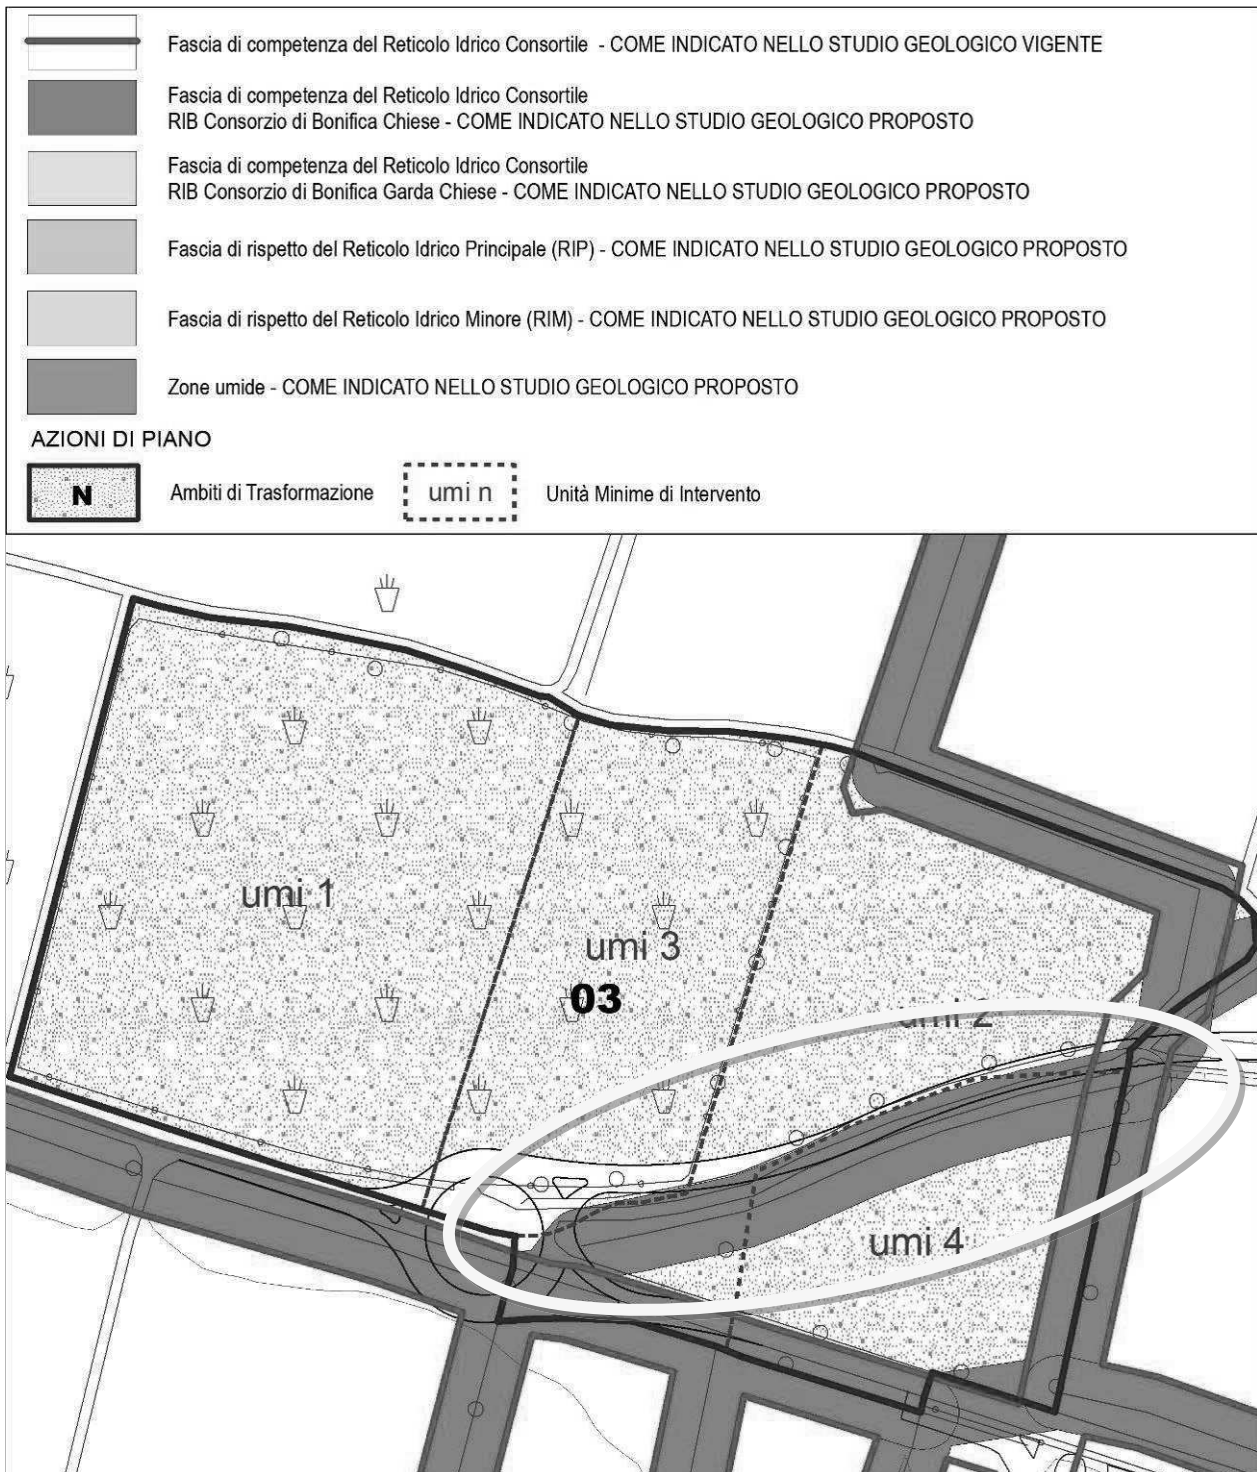 Fascia di competenza del Reticolo Idrico Consortile - COME INDICATO NELLO STUDIO GEOLOGICO VIGENTE
Fascia di competenza del Reticolo Idrico Consortile
RIB Consorzio di Bonifica Chiese - COME INDICATO NELLO STUDIO GEOLOGICO PROPOSTO
Fascia di competenza del Reticolo Idrico Consortile
RIB Consorzio di Bonifica Garda Chiese - COME INDICATO NELLO STUDIO GEOLOGICO PROPOSTO
Fascia di rispetto del Reticolo Idrico Principale (RIP) - COME INDICATO NELLO STUDIO GEOLOGICO PROPOSTO
Fascia di rispetto del Reticolo Idrico Minore (RIM) - COME INDICATO NELLO STUDIO GEOLOGICO PROPOSTO
Zone umide - COME INDICATO NELLO STUDIO GEOLOGICO PROPOSTO
AZIONI DI PIANO
N Ambiti di Trasformazione umi n Unità Minime di Intervento
umi 1
umi 3
03
umi 2
umi 4